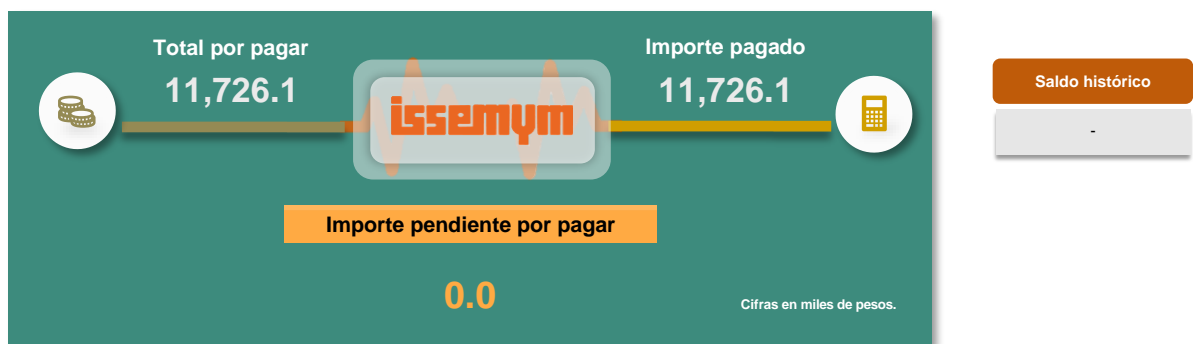 Total por pagar
11,726.1
issemym
Importe pagado
11,726.1
Importe pendiente por pagar
0.0
Cifras en miles de pesos.
Saldo histórico
-